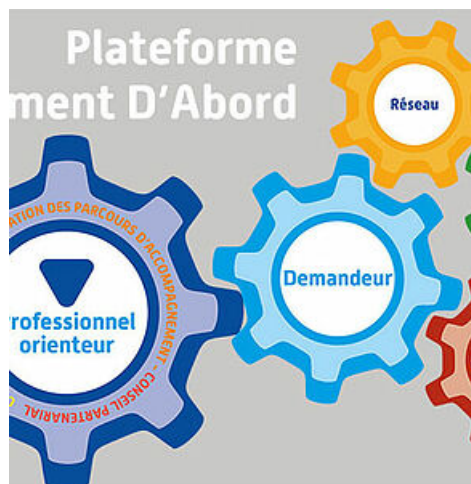 Plateforme
ment D'Abord
Réseau
Demandeur
rofessionnel
orienteur
ATION DES PARCOURS D'ACCOMPAGNEMENT - CONSEIL PARTENARIAL